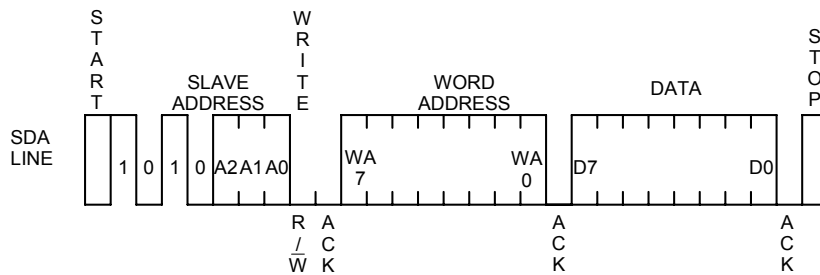 START
WRITE
STOP
SLAVE
ADDRESS
WORD
ADDRESS
DATA
SDA
LINE
1 0 1 0 A2 A1 A0
WA
7
WA
0
D7
D0
R/W̅
ACK
ACK
ACK